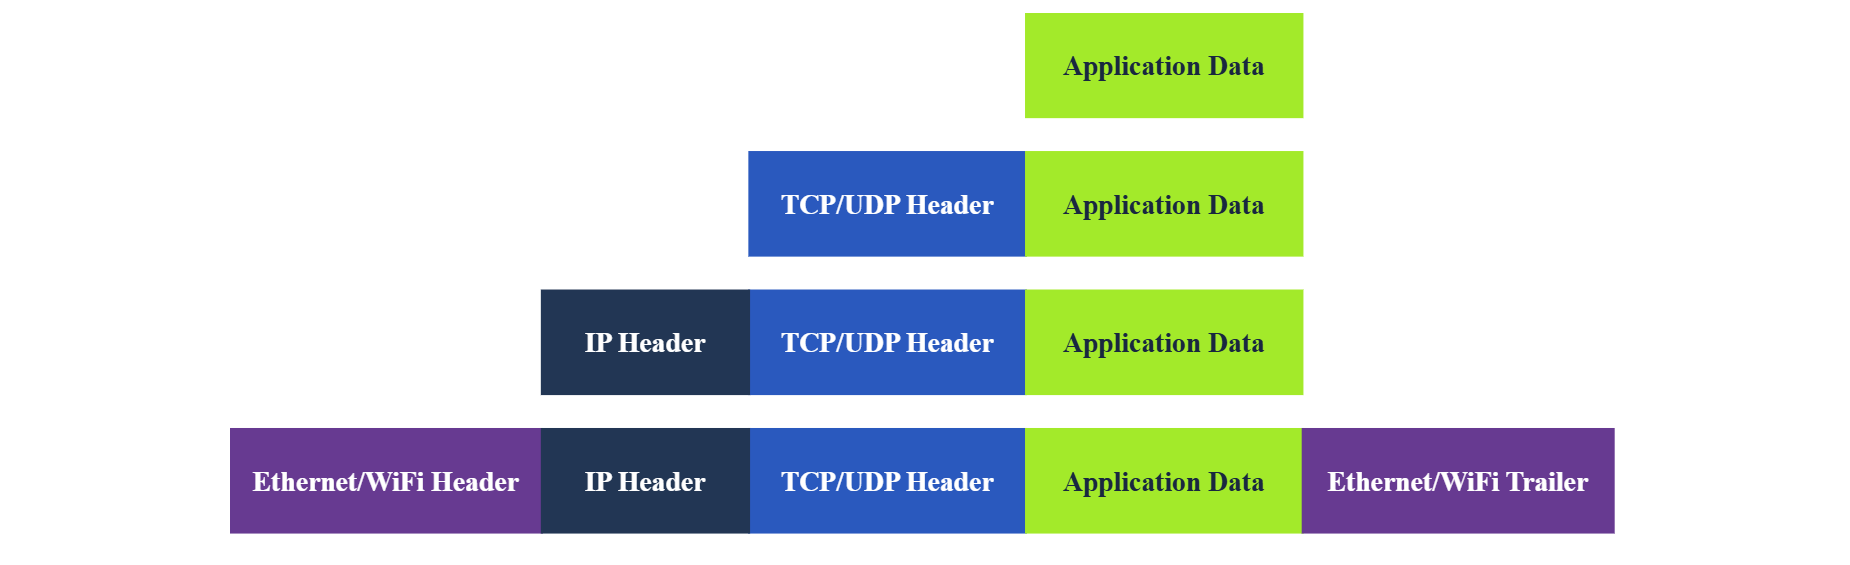 Application Data
TCP/UDP Header Application Data
IP Header TCP/UDP Header Application Data
Ethernet/WiFi Header IP Header TCP/UDP Header Application Data Ethernet/WiFi Trailer